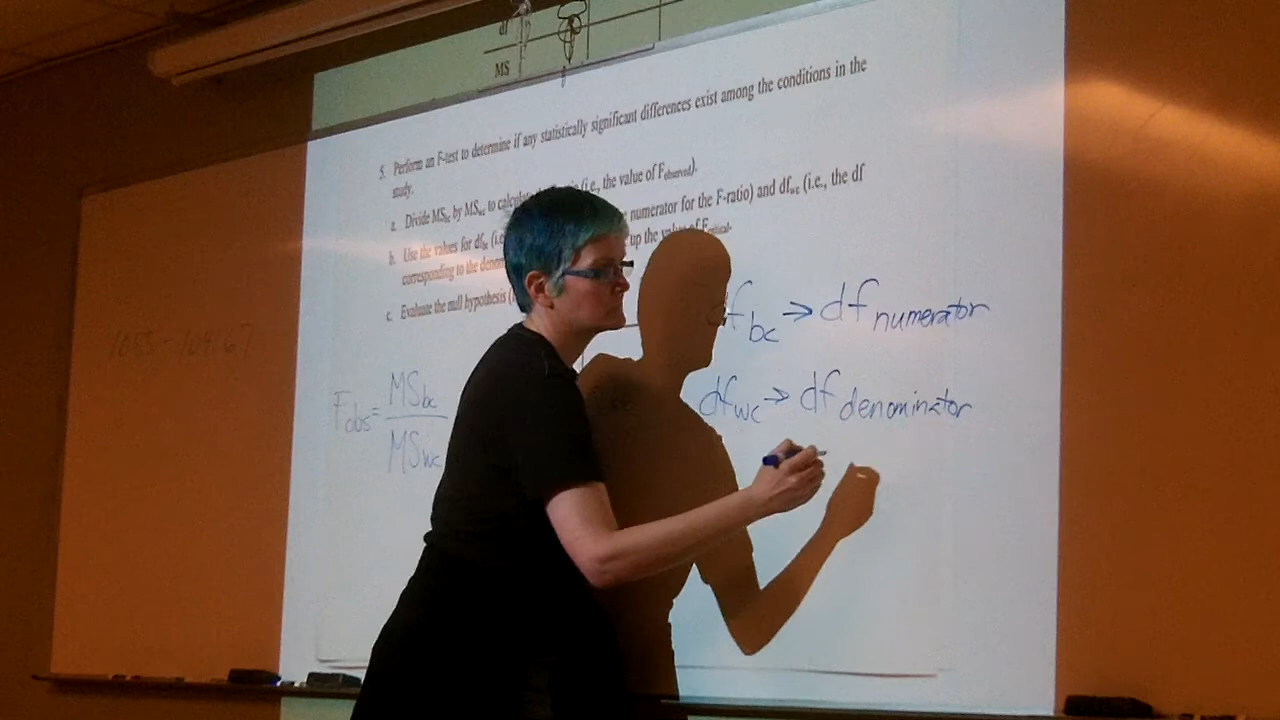 df
MS
5. Perform an F-test to determine if any statistically significant differences exist among the conditions in the
study.
a. Divide MSbc by MSwc to calculate (i.e., the value of Fobserved).
b. Use the values for dfbc (i.e. numerator for the F-ratio) and dfwc (i.e., the df
corresponding to the denom up the value of Fcritical.
c. Evaluate the null hypothesis (
dfbc → df numerator
dfwc → df denominator
Fobs = MSbc
MSwc